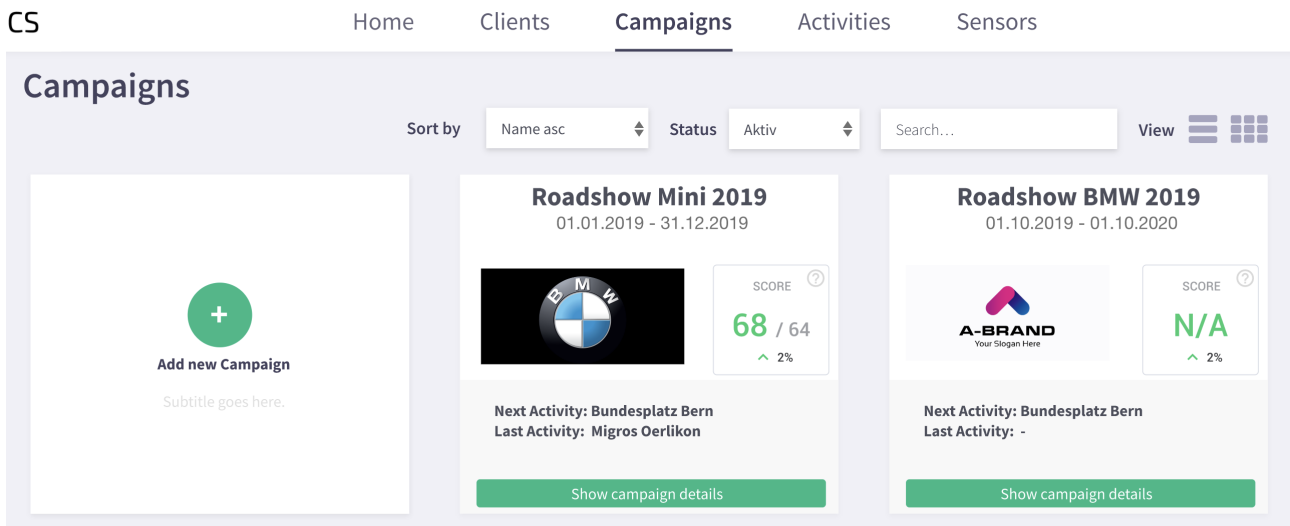 CS Home Clients Campaigns Activities Sensors
Campaigns
Sort by Name asc Status Aktiv Search... View
+
Add new Campaign
Subtitle goes here.
Roadshow Mini 2019
01.01.2019 - 31.12.2019
BMW
SCORE ?
68 / 64
2%
Next Activity: Bundesplatz Bern
Last Activity: Migros Oerlikon
Show campaign details
Roadshow BMW 2019
01.10.2019 - 01.10.2020
A-BRAND
Your Slogan Here
SCORE ?
N/A
2%
Next Activity: Bundesplatz Bern
Last Activity: -
Show campaign details